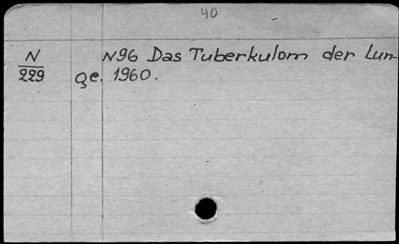 40
N
229
N96 Das Tuberkulom der Lun-
ge. 1960.